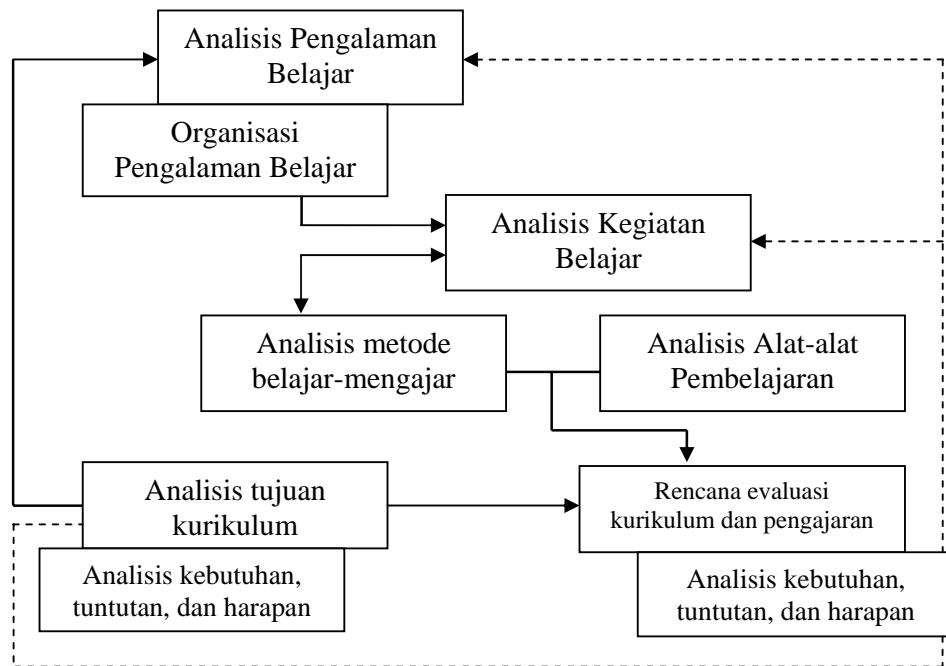 Analisis Pengalaman
Belajar
Organisasi
Pengalaman Belajar
Analisis Kegiatan
Belajar
Analisis metode
belajar-mengajar
Analisis Alat-alat
Pembelajaran
Analisis tujuan
kurikulum
Rencana evaluasi
kurikulum dan pengajaran
Analisis kebutuhan,
tuntutan, dan harapan
Analisis kebutuhan,
tuntutan, dan harapan